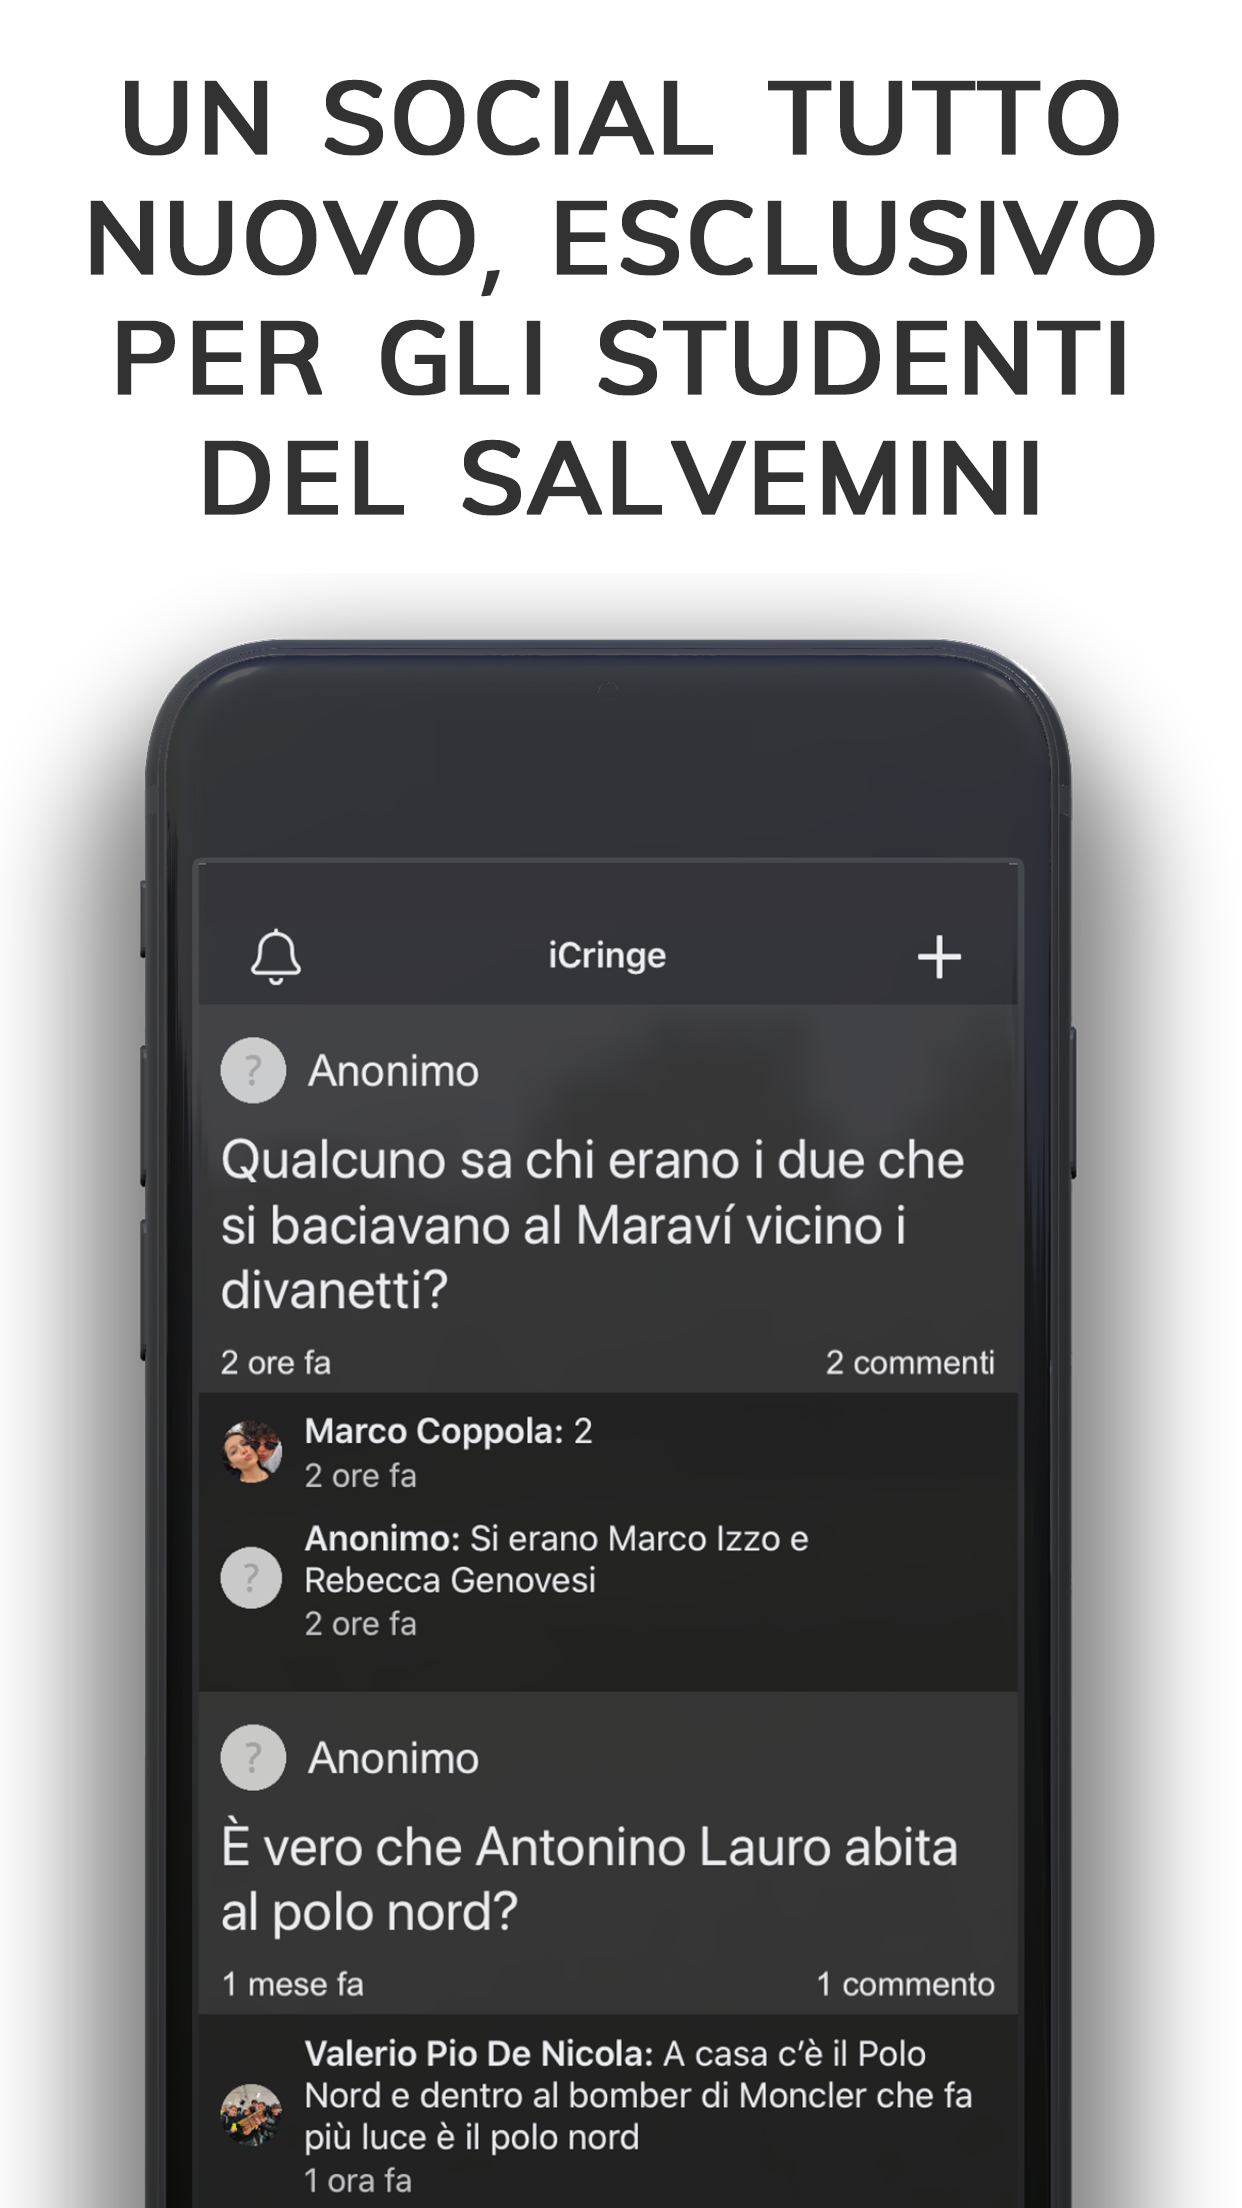 UN SOCIAL TUTTO
NUOVO, ESCLUSIVO
PER GLI STUDENTI
DEL SALVEMINI
iCringe
? Anonimo
Qualcuno sa chi erano i due che
si baciavano al Maraví vicino i
divanetti?
2 ore fa 2 commenti
Marco Coppola: 2
2 ore fa
? Anonimo: Si erano Marco Izzo e
Rebecca Genovesi
2 ore fa
? Anonimo
È vero che Antonino Lauro abita
al polo nord?
1 mese fa 1 commento
Valerio Pio De Nicola: A casa c’è il Polo
Nord e dentro al bomber di Moncler che fa
più luce è il polo nord
1 ora fa